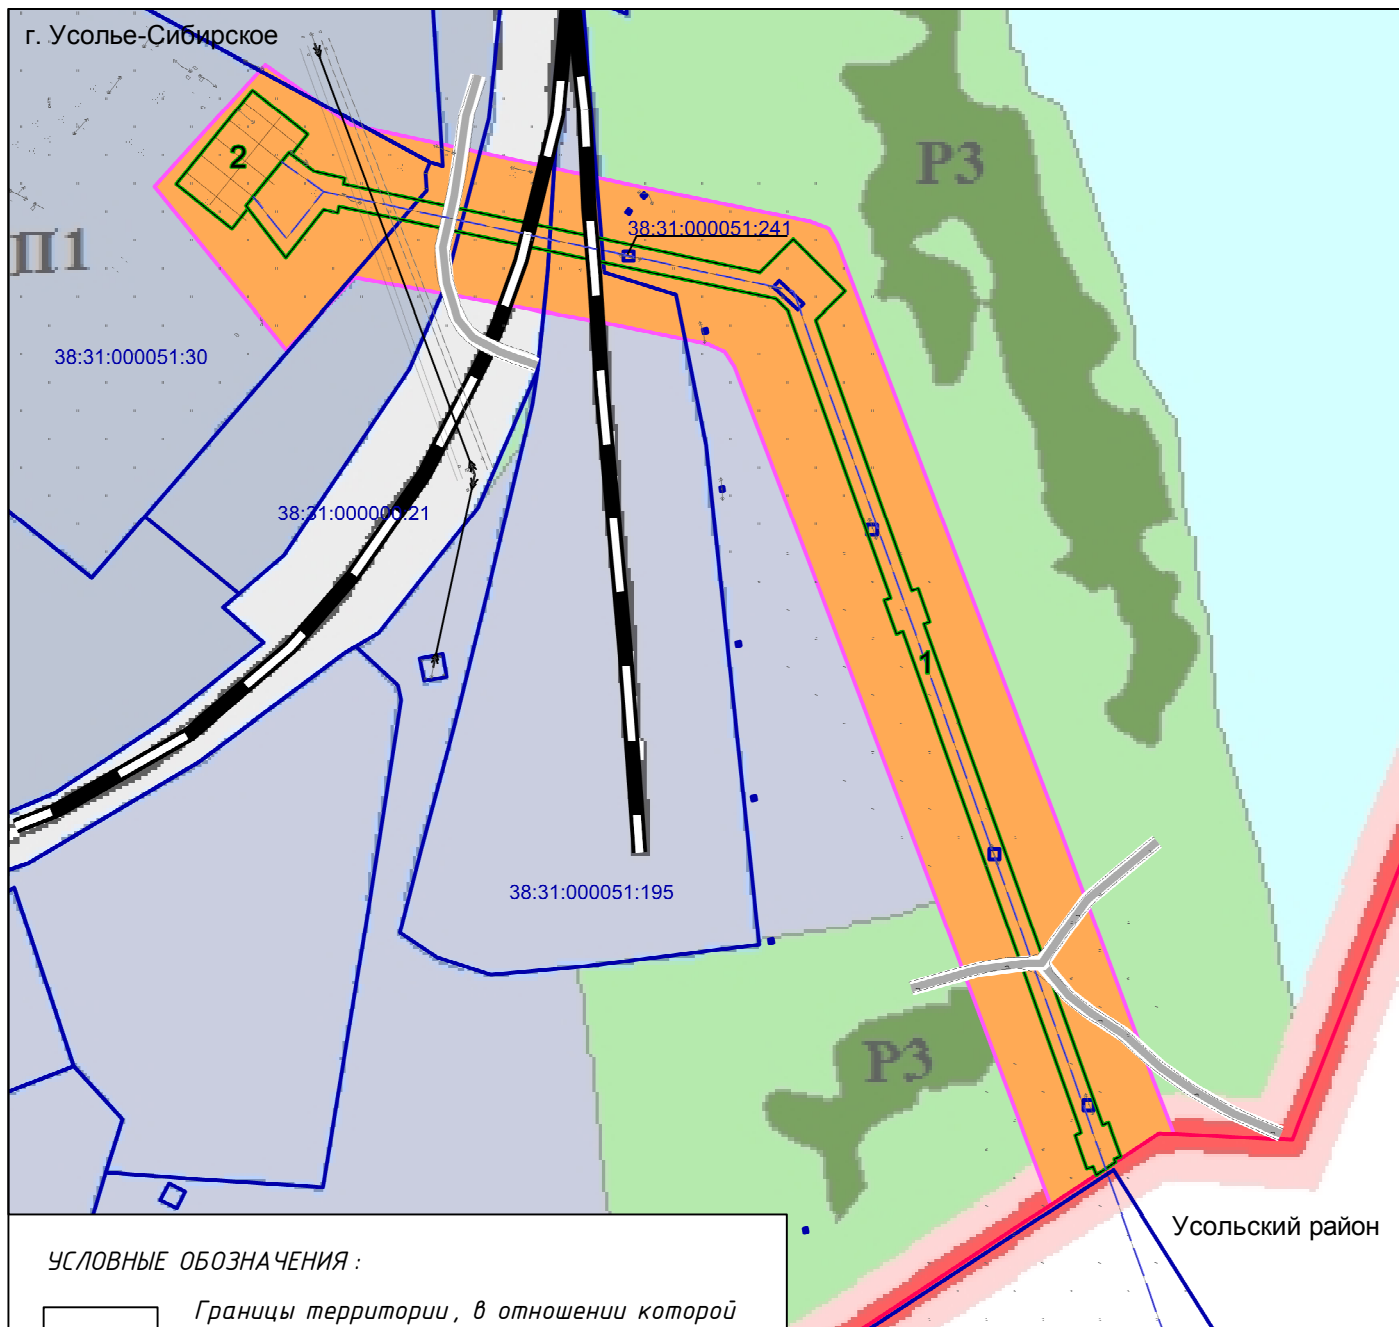 г. Усолье-Сибирское
2
Р3
38:31:000051:241
П1
38:31:000051:30
38:31:000000:21
1
38:31:000051:195
Р3
Усольский район
УСЛОВНЫЕ ОБОЗНАЧЕНИЯ :
Границы территории, в отношении которой